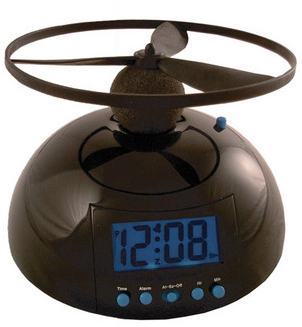 P 12:08
Z
Time Alarm Al-Sn-Off Hr Min